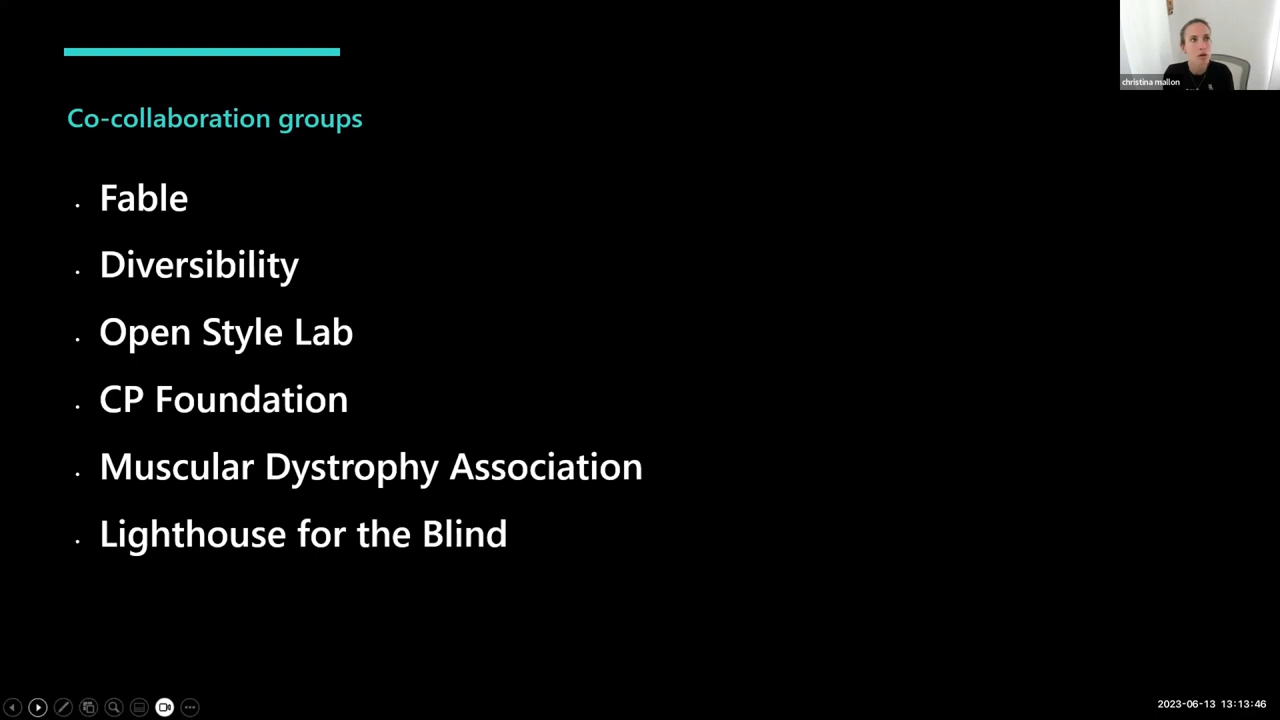 christina mallon
Co-collaboration groups
Fable
Diversibility
Open Style Lab
CP Foundation
Muscular Dystrophy Association
Lighthouse for the Blind
2023-06-13 13:13:46